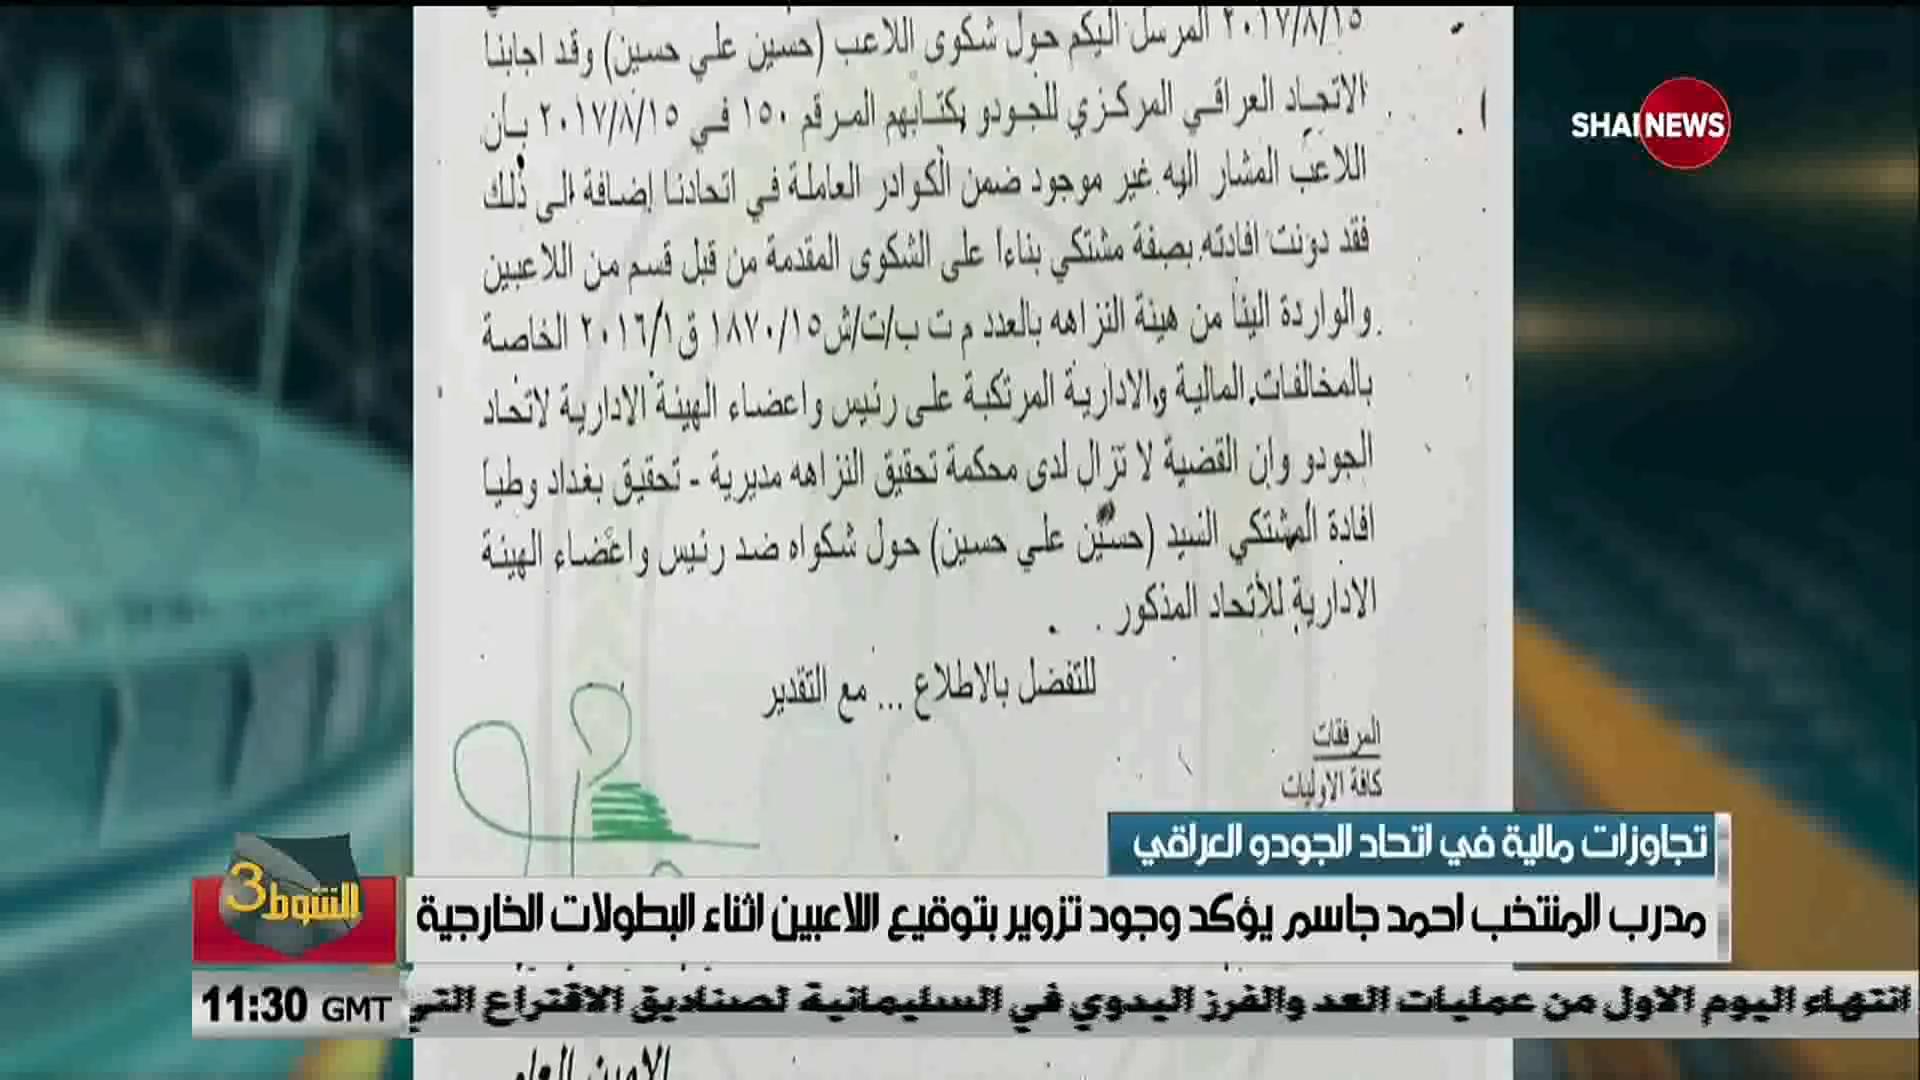 ٢٠١٧/٨/١٥ المرسل اليكم حول شكوى اللاعب (حسين علي حسين) وقد اجابنا
الاتحاد العراقي المركزي للجودو بكتابهم المرقم ١٥٠ في ٢٠١٧/٨/١٥ بأن
اللاعب المشار اليه غير موجود ضمن الكوادر العاملة في اتحادنا إضافة الى ذلك
فقد دونت افادته بصفة مشتكي بناءا على الشكوى المقدمة من قبل قسم من اللاعبين
والواردة الينا من هيئة النزاهه بالعدد م ت ب/ت/ش١٨٧٠/١٥ ق٢٠١٦/١ الخاصة
بالمخالفات المالية والادارية المرتكبة على رئيس واعضاء الهيئة الادارية لاتحاد
الجودو وان القضية لا تزال لدى محكمة تحقيق النزاهه مديرية - تحقيق بغداد وطيا
افادة المشتكي السيد (حسين علي حسين) حول شكواه ضد رئيس واعضاء الهيئة
الادارية للأتحاد المذكور .
للتفضل بالاطلاع ... مع التقدير
المرفقات
كافة الاوليات
SHAI NEWS
تجاوزات مالية في اتحاد الجودو العراقي
مدرب المنتخب احمد جاسم يؤكد وجود تزوير بتوقيع اللاعبين اثناء البطولات الخارجية
الشوط 3
11:30 GMT
انتهاء اليوم الاول من عمليات العد والفرز اليدوي في السليمانية لصناديق الاقتراع التي
الامين العام